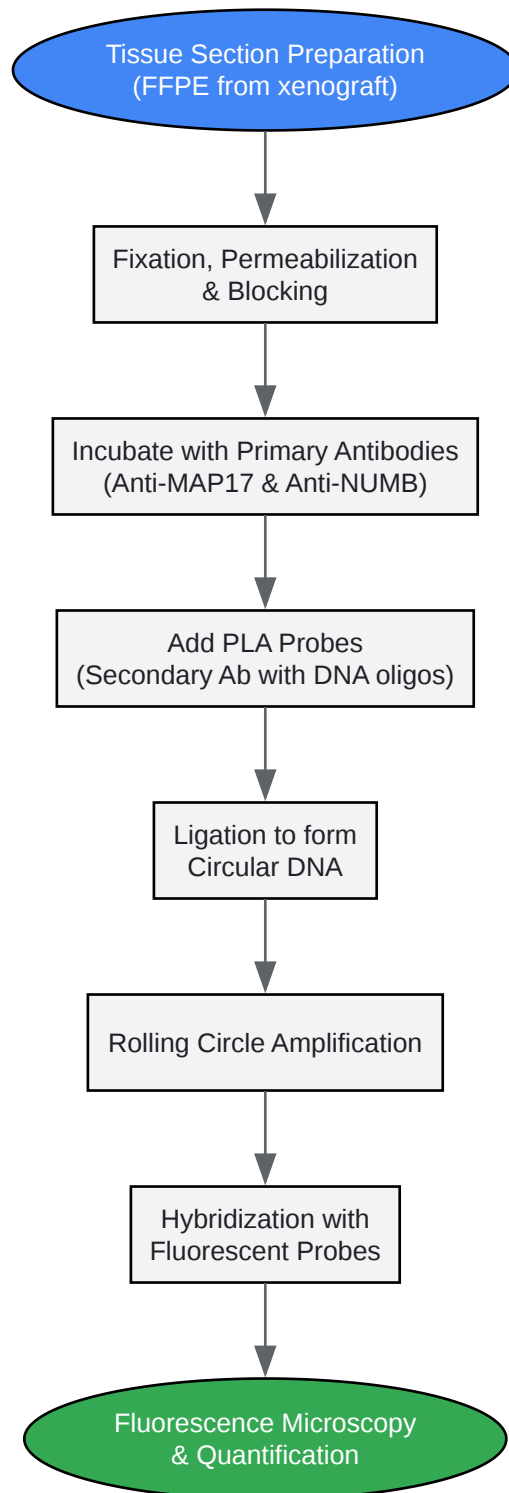 Tissue Section Preparation
(FFPE from xenograft)
Fixation, Permeabilization
& Blocking
Incubate with Primary Antibodies
(Anti-MAP17 & Anti-NUMB)
Add PLA Probes
(Secondary Ab with DNA oligos)
Ligation to form
Circular DNA
Rolling Circle Amplification
Hybridization with
Fluorescent Probes
Fluorescence Microscopy
& Quantification